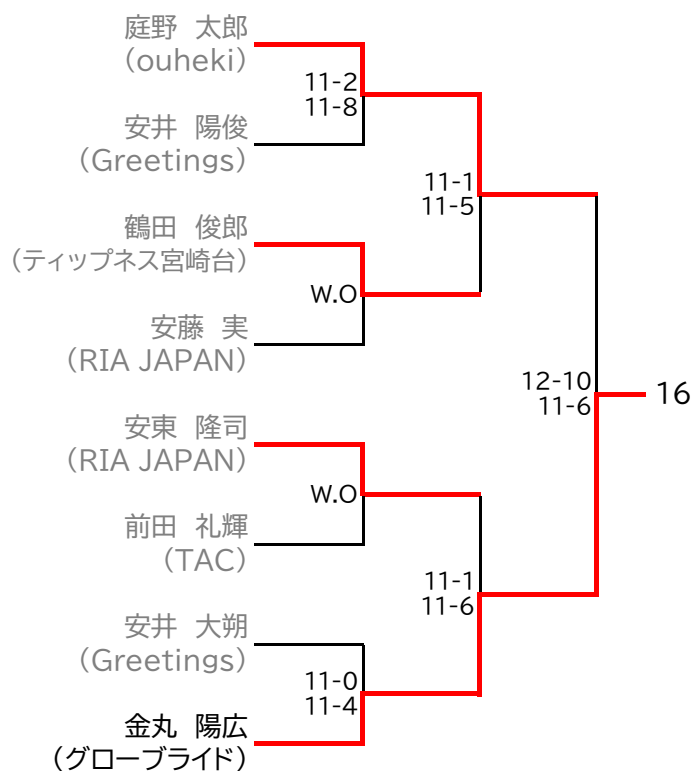 庭野 太郎
(ouheki)
11-2
11-8
安井 陽俊
(Greetings)
11-1
11-5
鶴田 俊郎
(ティップネス宮崎台)
W.O
安藤 実
(RIA JAPAN)
12-10
11-6
16
安東 隆司
(RIA JAPAN)
W.O
前田 礼輝
(TAC)
11-1
11-6
安井 大朔
(Greetings)
11-0
11-4
金丸 陽広
(グローブライド)